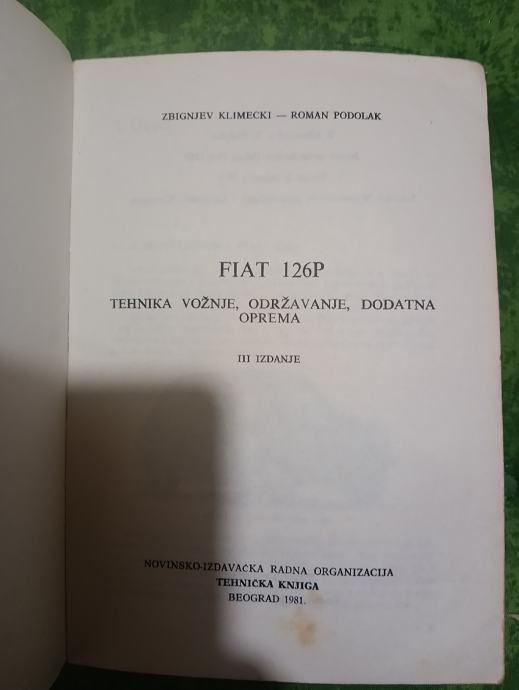 ZBIGNJEV KLIMECKI — ROMAN PODOLAK
FIAT 126P
TEHNIKA VOŽNJE, ODRŽAVANJE, DODATNA
OPREMA
III IZDANJE
NOVINSKO-IZDAVAČKA RADNA ORGANIZACIJA
TEHNIČKA KNJIGA
BEOGRAD 1981.